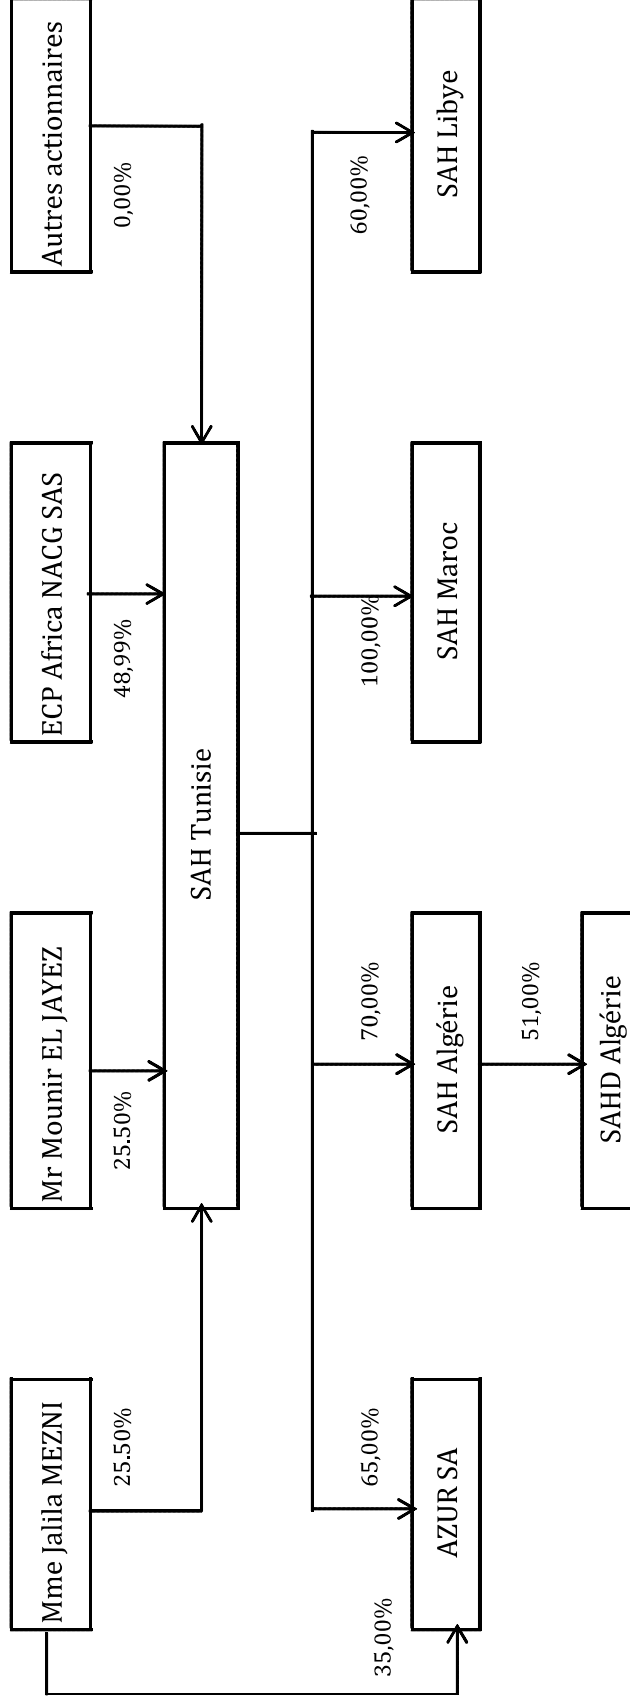 Mme Jalila MEZNI
Mr Mounir EL JAYEZ
ECP Africa NACG SAS
Autres actionnaires
25.50%
25.50%
48,99%
0,00%
SAH Tunisie
35,00%
65,00%
70,00%
100,00%
60,00%
AZUR SA
SAH Algérie
SAH Maroc
SAH Libye
51,00%
SAHD Algérie